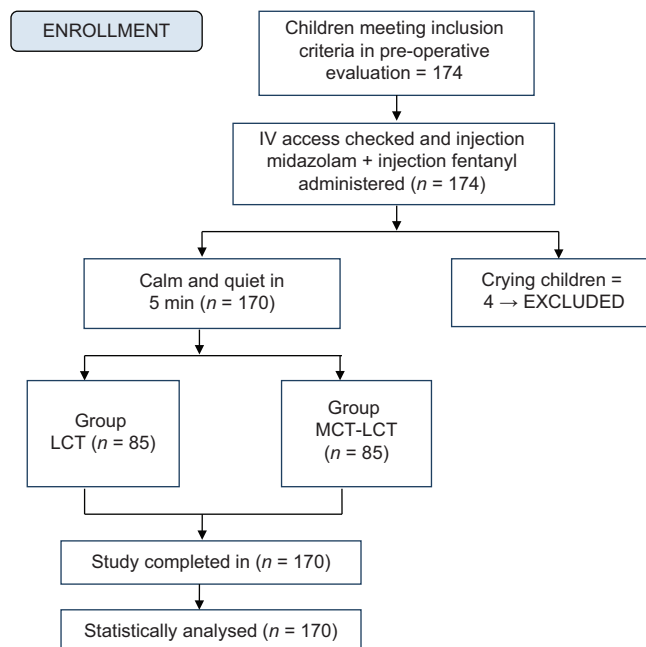 ENROLLMENT
Children meeting inclusion
criteria in pre-operative
evaluation = 174
IV access checked and injection
midazolam + injection fentanyl
administered (n = 174)
Calm and quiet in
5 min (n = 170)
Crying children =
4 → EXCLUDED
Group
LCT (n = 85)
Group
MCT-LCT
(n = 85)
Study completed in (n = 170)
Statistically analysed (n = 170)